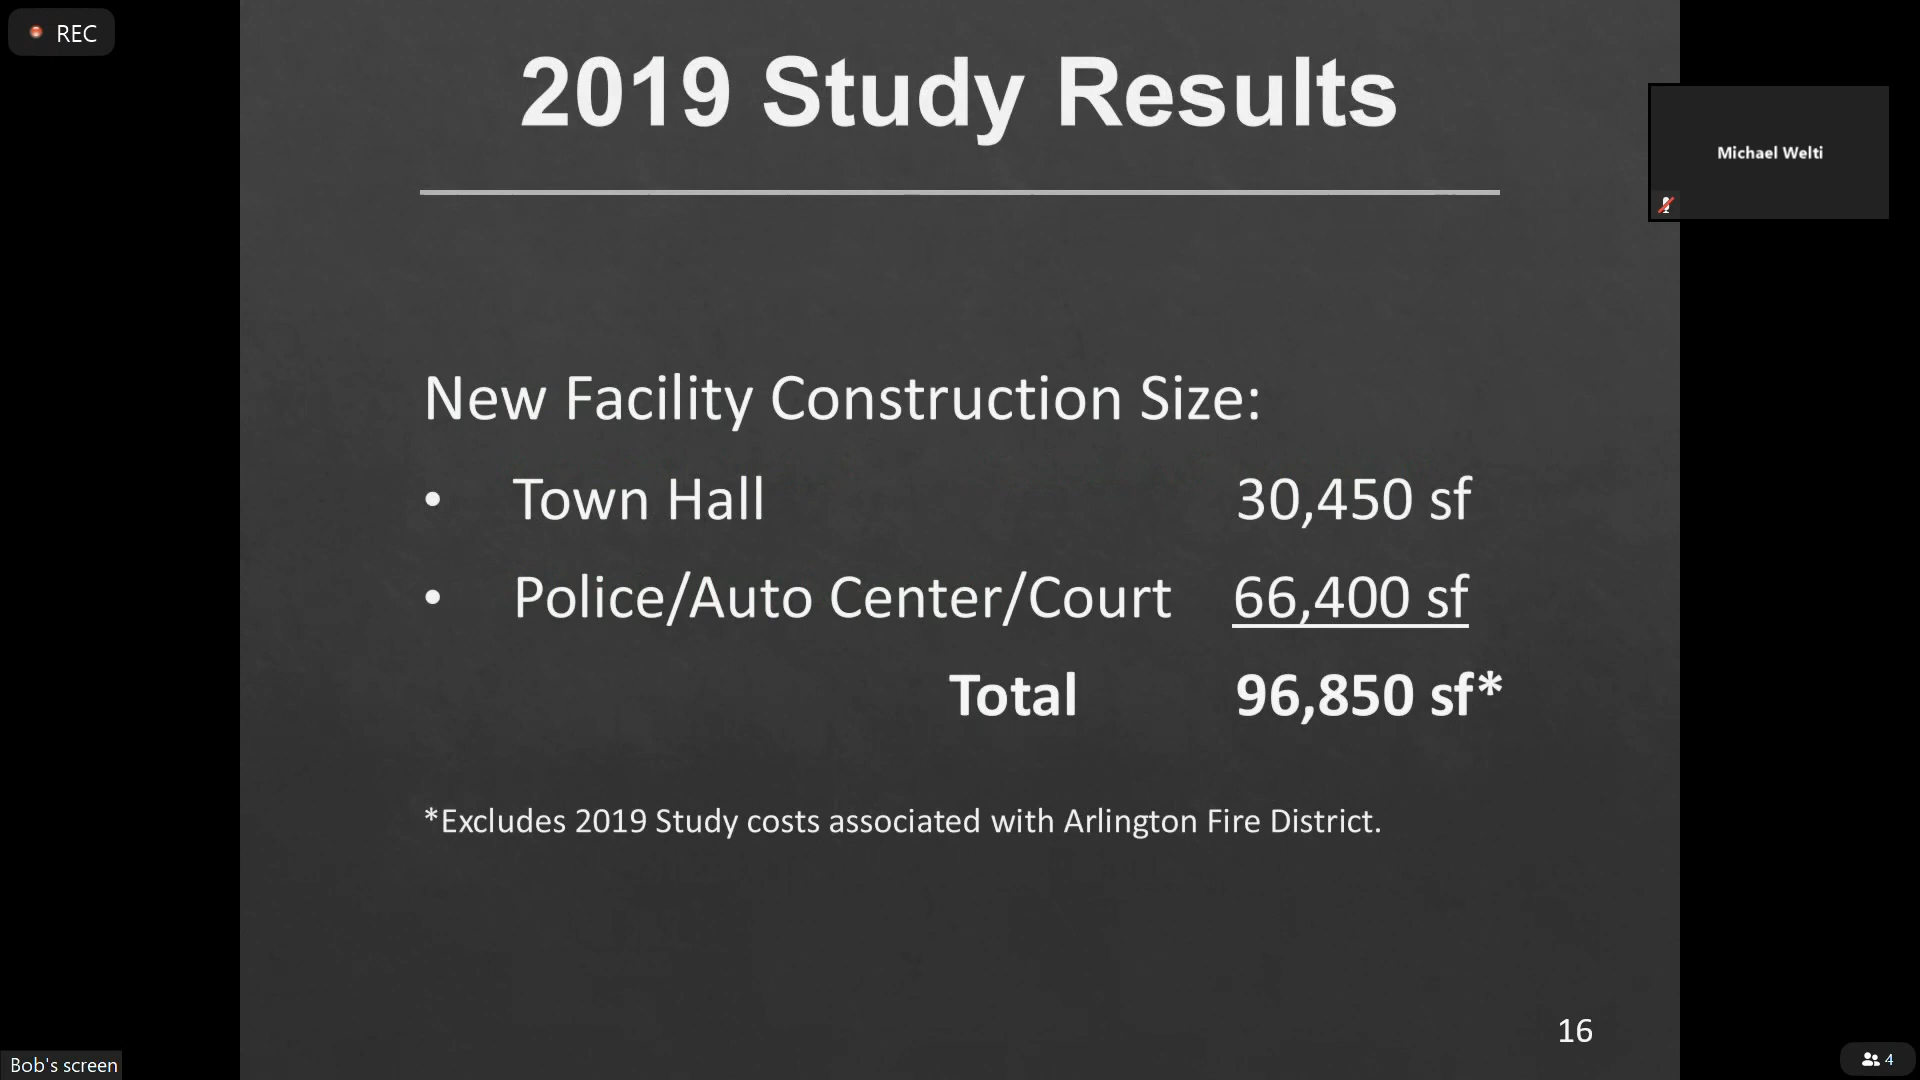 REC
2019 Study Results
Michael Welti
New Facility Construction Size:
• Town Hall 30,450 sf
• Police/Auto Center/Court 66,400 sf
Total 96,850 sf*
*Excludes 2019 Study costs associated with Arlington Fire District.
16
Bob's screen
4